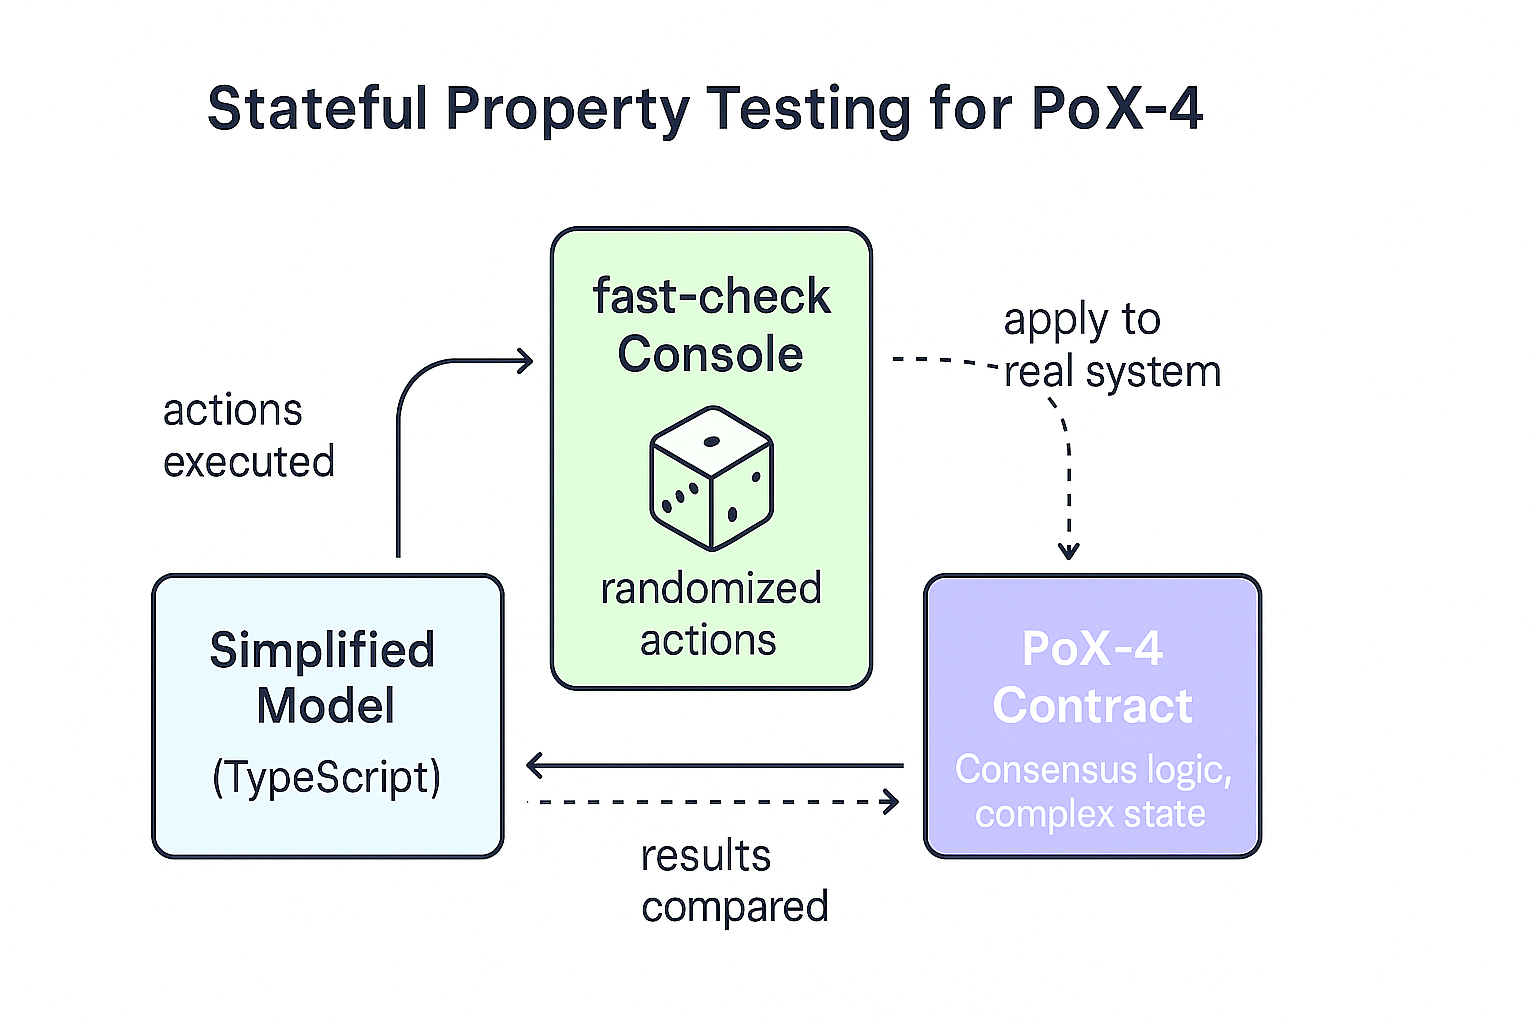 Stateful Property Testing for PoX-4
fast-check
Console
randomized
actions
actions
executed
apply to
real system
Simplified
Model
(TypeScript)
PoX-4
Contract
Consensus logic,
complex state
results
compared